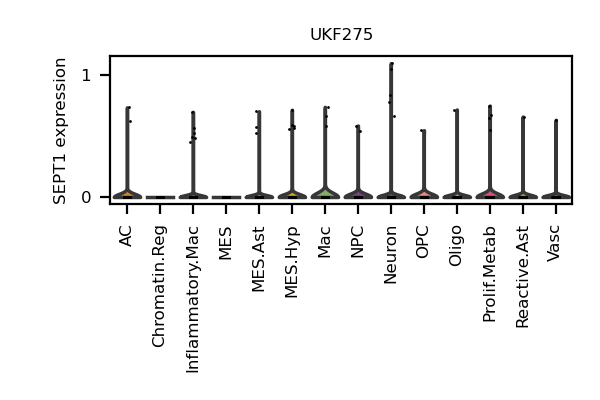 UKF275
SEPT1 expression
1
0
AC
Chromatin.Reg
Inflammatory.Mac
MES
MES.Ast
MES.Hyp
Mac
NPC
Neuron
OPC
Oligo
Prolif.Metab
Reactive.Ast
Vasc